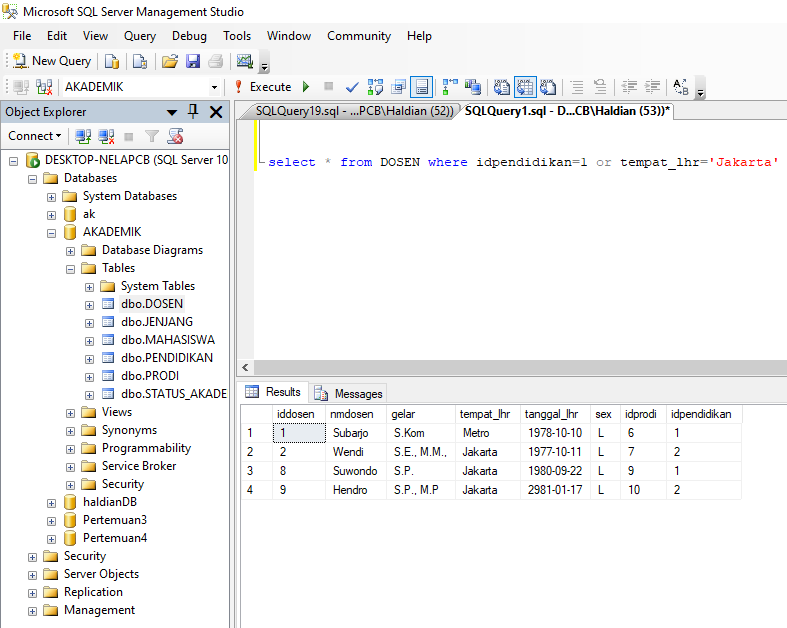 Microsoft SQL Server Management Studio
File Edit View Query Debug Tools Window Community Help
New Query
AKADEMIK Execute
Object Explorer
Connect
DESKTOP-NELAPCB (SQL Server 10
Databases
System Databases
ak
AKADEMIK
Database Diagrams
Tables
System Tables
dbo.DOSEN
dbo.JENJANG
dbo.MAHASISWA
dbo.PENDIDIKAN
dbo.PRODI
dbo.STATUS_AKADE
Views
Synonyms
Programmability
Service Broker
Security
haldianDB
Pertemuan3
Pertemuan4
Security
Server Objects
Replication
Management
SQLQuery19.sql - ...PCB\Haldian (52)) SQLQuery1.sql - D...CB\Haldian (53))*
select * from DOSEN where idpendidikan=1 or tempat_lhr='Jakarta'
Results Messages
iddosen nmdosen gelar tempat_lhr tanggal_lhr sex idprodi idpendidikan
1 1 Subarjo S.Kom Metro 1978-10-10 L 6 1
2 2 Wendi S.E., M.M., Jakarta 1977-10-11 L 7 2
3 8 Suwondo S.P. Jakarta 1980-09-22 L 9 1
4 9 Hendro S.P., M.P Jakarta 2981-01-17 L 10 2